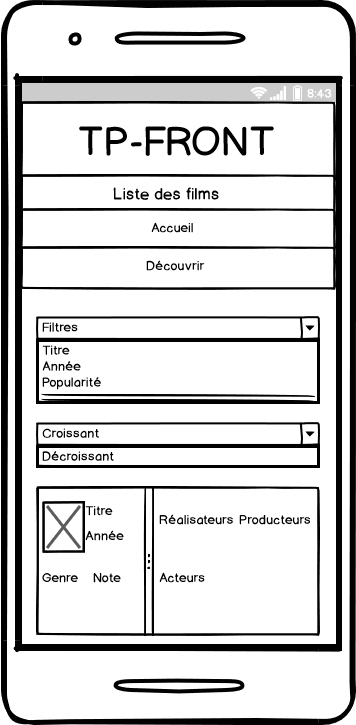 8:43
TP-FRONT
Liste des films
Accueil
Découvrir
Filtres
Titre
Année
Popularité
Croissant
Décroissant
Titre
Année
Genre Note
Réalisateurs Producteurs
Acteurs